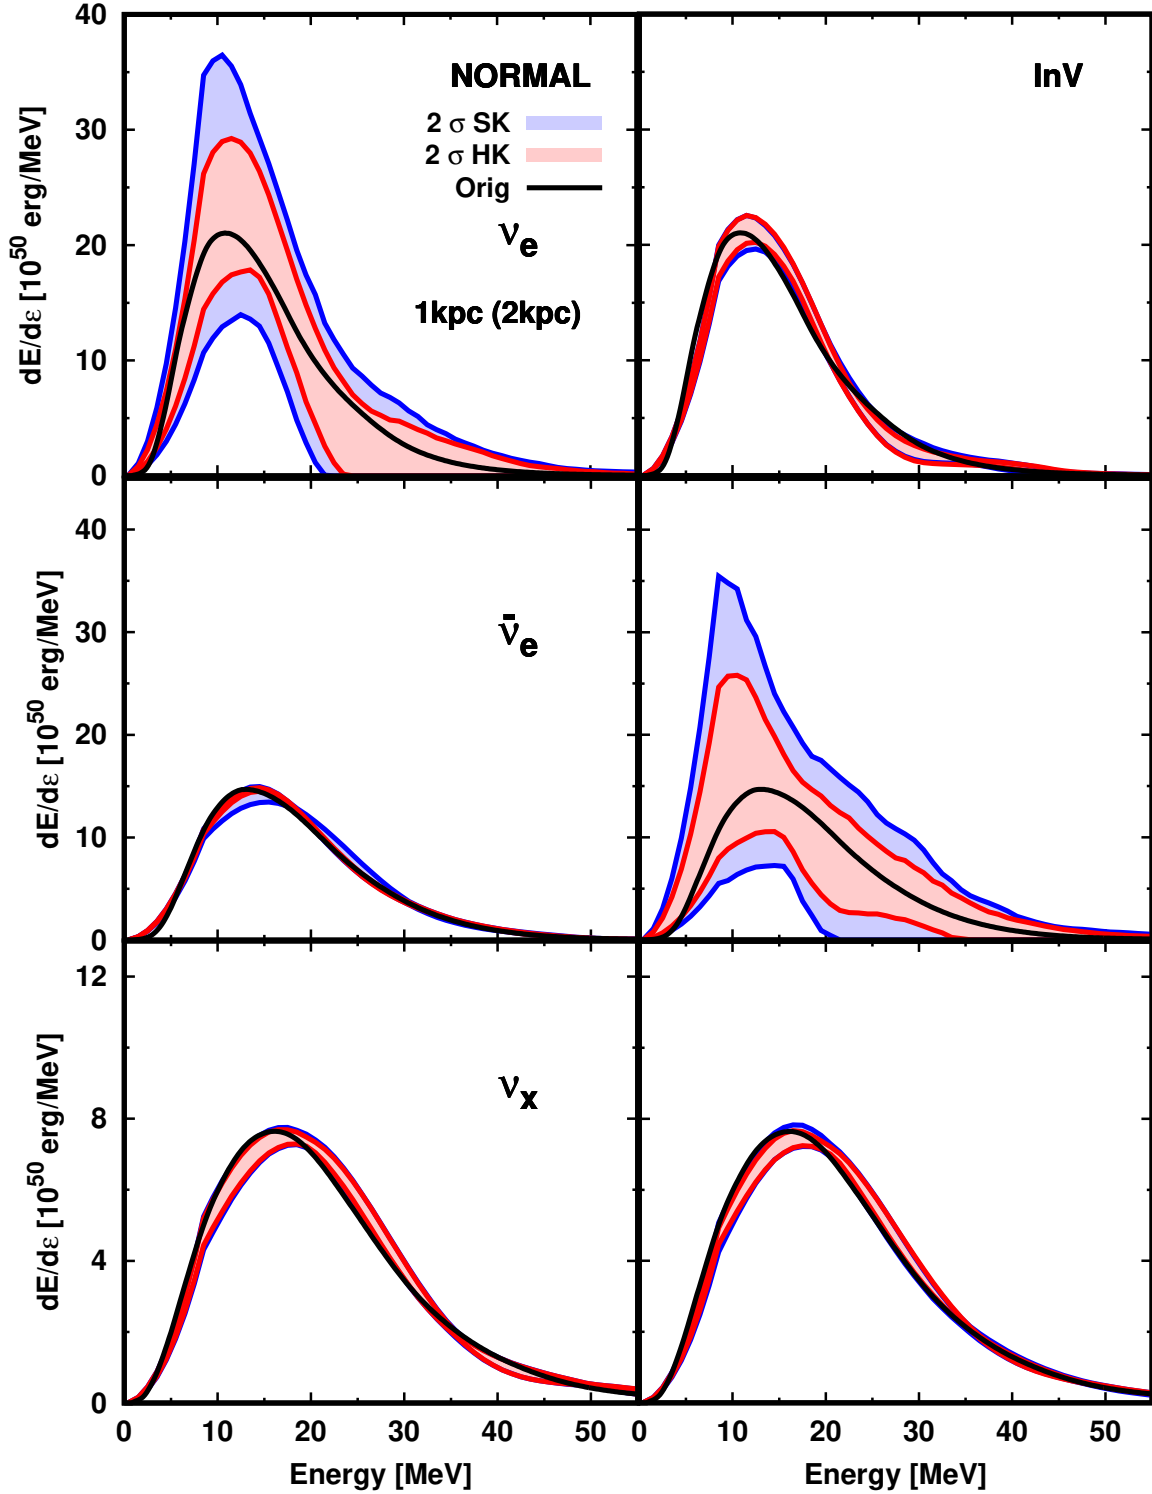 40
30
20
10
0
dE/dε [10^50 erg/MeV]
NORMAL
2 σ SK
2 σ HK
Orig
ν_e
1kpc (2kpc)
InV
40
30
20
10
0
dE/dε [10^50 erg/MeV]
ν̄_e
12
8
4
0
dE/dε [10^50 erg/MeV]
ν_x
0 10 20 30 40 50
0 10 20 30 40 50
Energy [MeV]
Energy [MeV]